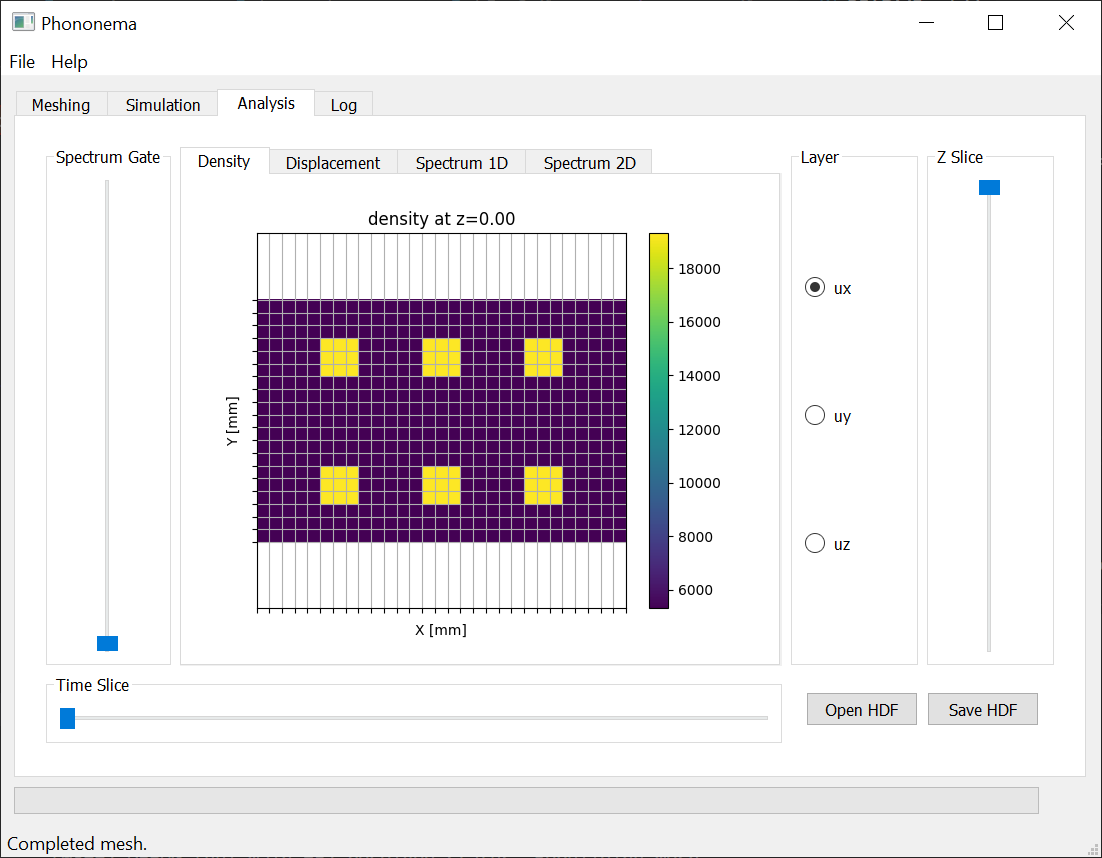 Phononema
File Help
Meshing Simulation Analysis Log
Spectrum Gate
Density Displacement Spectrum 1D Spectrum 2D
Layer
Z Slice
density at z=0.00
18000
16000
14000
12000
10000
8000
6000
Y [mm]
X [mm]
ux
uy
uz
Time Slice
Open HDF Save HDF
Completed mesh.